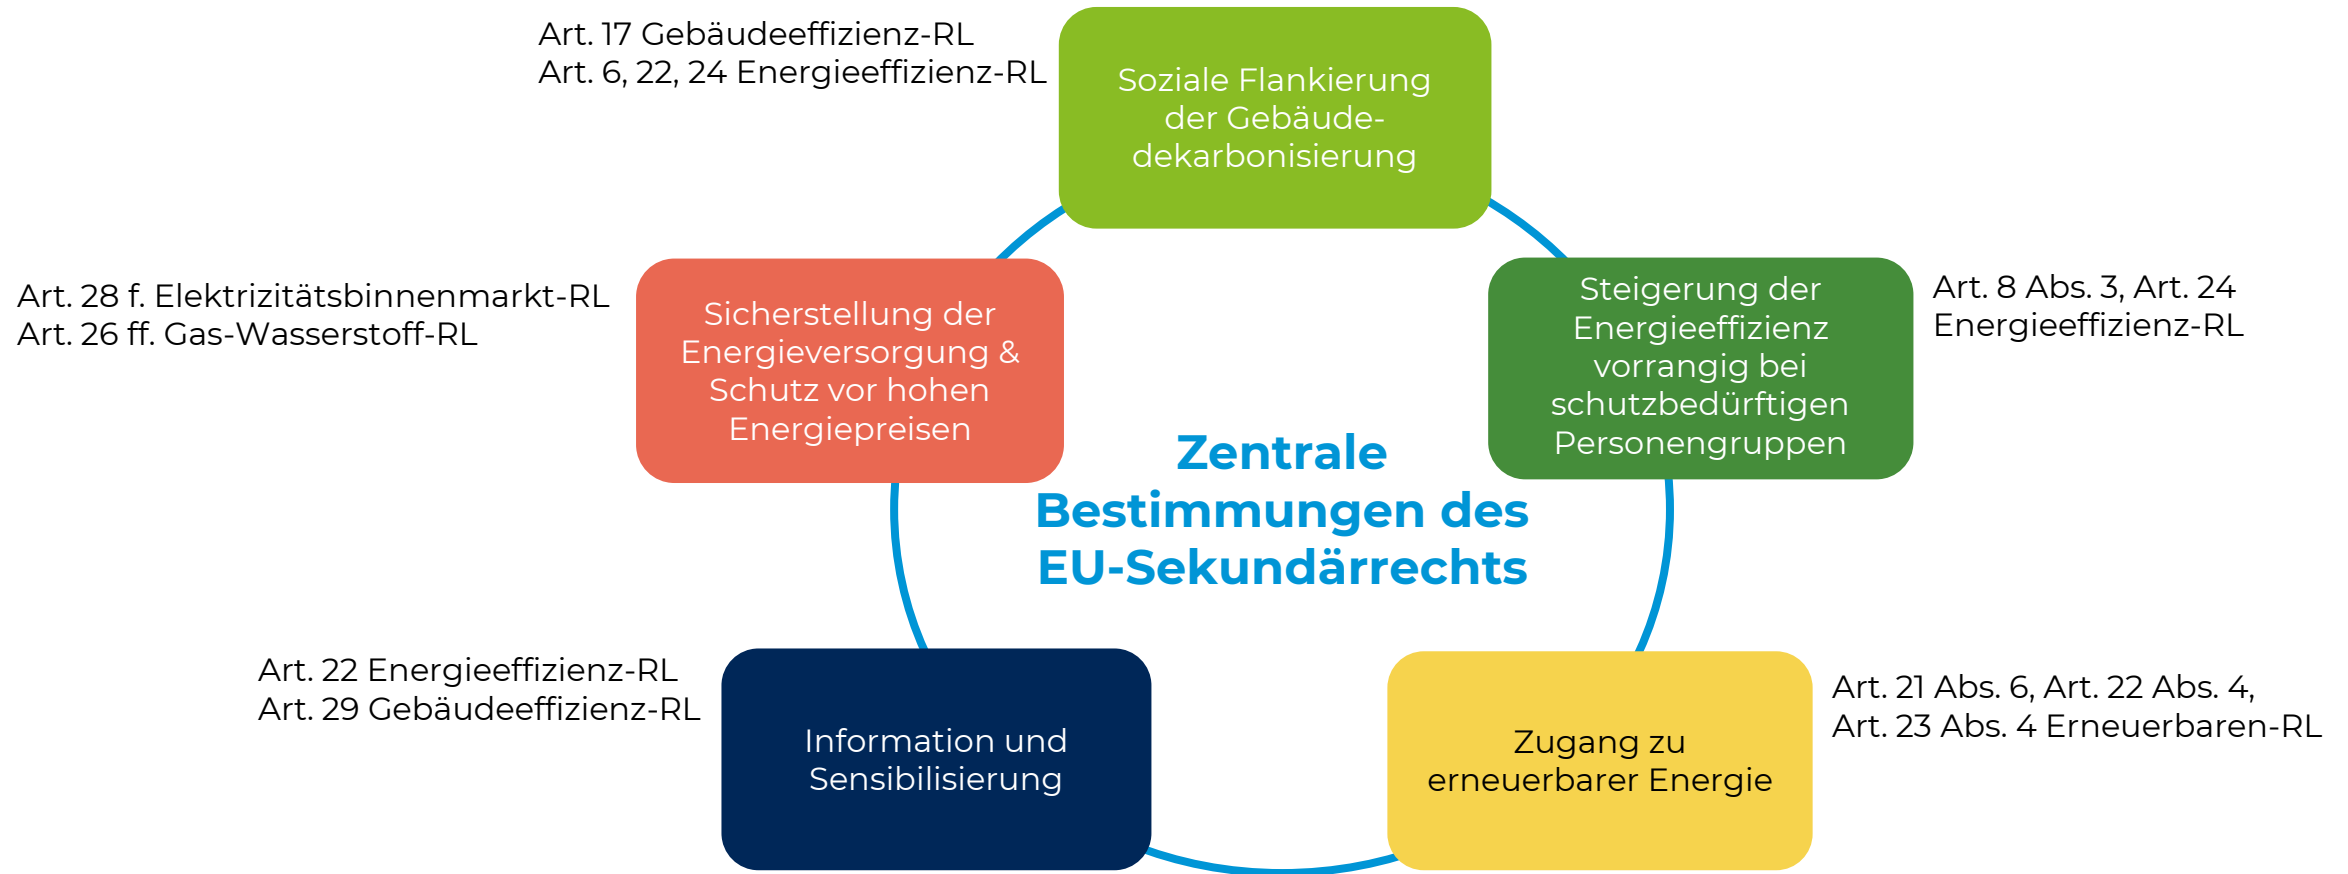 Art. 17 Gebäudeeffizienz-RL
Art. 6, 22, 24 Energieeffizienz-RL
Soziale Flankierung
der Gebäude-
dekarbonisierung
Art. 28 f. Elektrizitätsbinnenmarkt-RL
Art. 26 ff. Gas-Wasserstoff-RL
Sicherstellung der
Energieversorgung &
Schutz vor hohen
Energiepreisen
Steigerung der
Energieeffizienz
vorrangig bei
schutzbedürftigen
Personengruppen
Art. 8 Abs. 3, Art. 24
Energieeffizienz-RL
Zentrale
Bestimmungen des
EU-Sekundärrechts
Art. 22 Energieeffizienz-RL
Art. 29 Gebäudeeffizienz-RL
Information und
Sensibilisierung
Zugang zu
erneuerbarer Energie
Art. 21 Abs. 6, Art. 22 Abs. 4,
Art. 23 Abs. 4 Erneuerbaren-RL